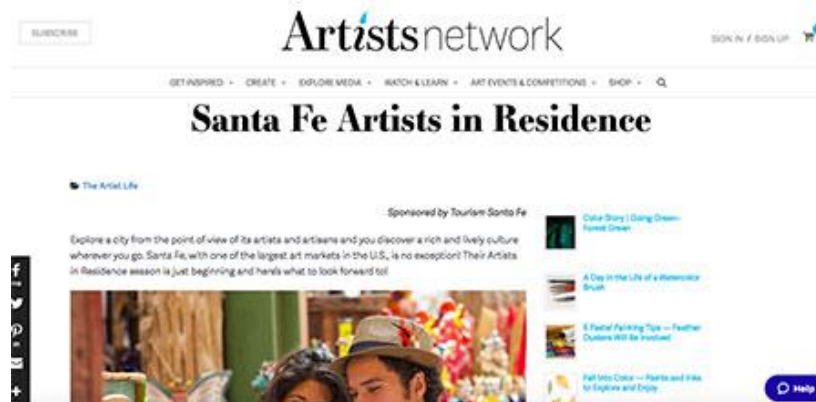 SUBSCRIBE
Artistsnetwork
SIGN IN / SIGN UP
GET INSPIRED
CREATE
EXPLORE MEDIA
WATCH & LEARN
ART EVENTS & COMPETITIONS
SHOP
Santa Fe Artists in Residence
The Artist Life
Sponsored by Tourism Santa Fe
Explore a city from the point of view of its artists and artisans and you discover a rich and lively culture
wherever you go. Santa Fe, with one of the largest art markets in the U.S., is no exception! Their Artists
in Residence season is just beginning and here's what to look forward to!
Color Story | Going Green–
Forest Green
A Day in the Life of a Watercolor
Brush
5 Pastel Painting Tips — Feather
Dusters Will Be Involved!
Fall Into Color — Paints and Inks
to Explore and Enjoy
Help